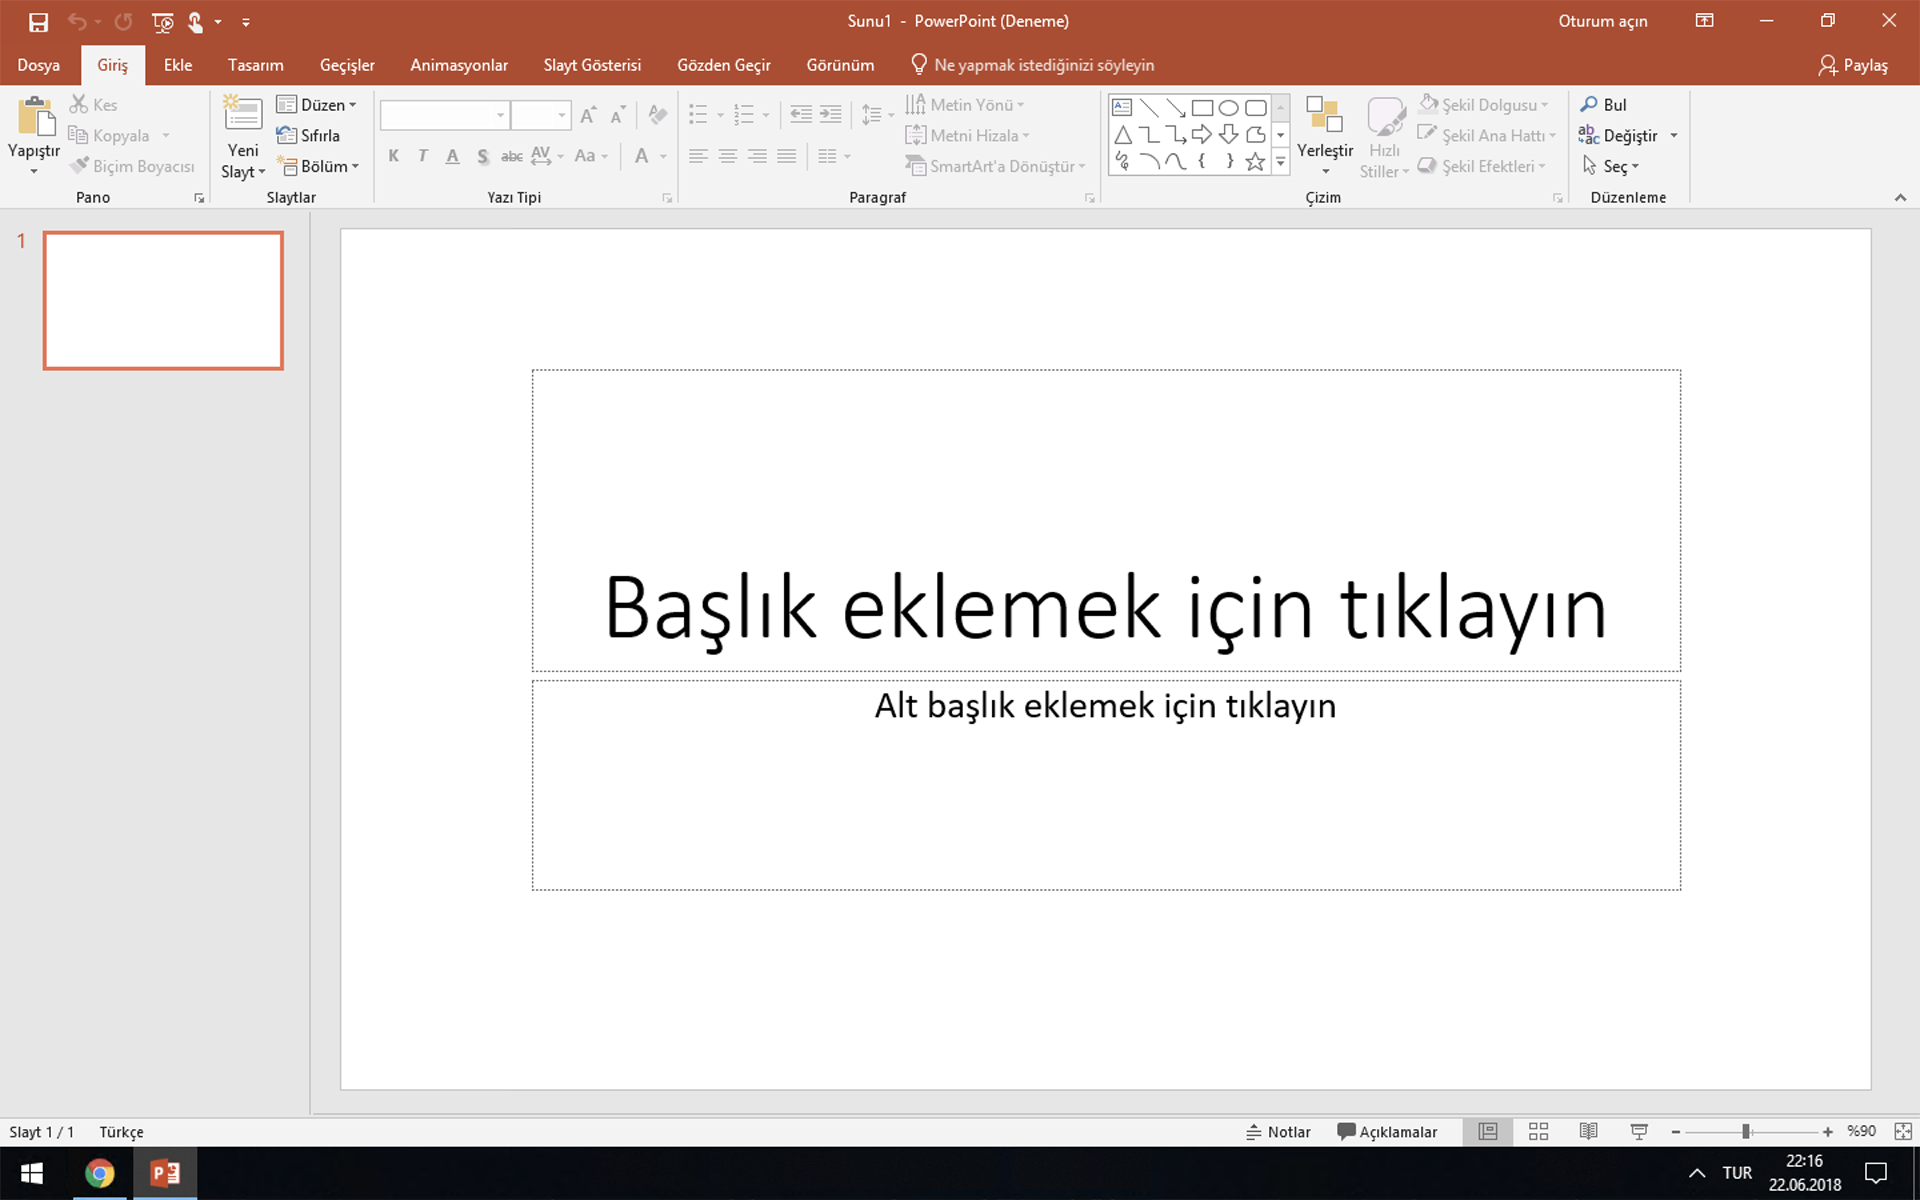 Sunu1 - PowerPoint (Deneme)
Oturum açın
Dosya Giriş Ekle Tasarım Geçişler Animasyonlar Slayt Gösterisi Gözden Geçir Görünüm Ne yapmak istediğinizi söyleyin Paylaş
Yapıştır
Kes
Kopyala
Biçim Boyacısı
Pano
Yeni
Slayt
Düzen
Sıfırla
Bölüm
Slaytlar
K T A S abc AV Aa A
Yazı Tipi
Metin Yönü
Metni Hizala
SmartArt'a Dönüştür
Paragraf
Yerleştir
Hızlı
Stiller
Şekil Dolgusu
Şekil Ana Hattı
Şekil Efektleri
Çizim
Bul
Değiştir
Seç
Düzenleme
1
Başlık eklemek için tıklayın
Alt başlık eklemek için tıklayın
Slayt 1 / 1 Türkçe
Notlar Açıklamalar %90
TUR
22:16
22.06.2018